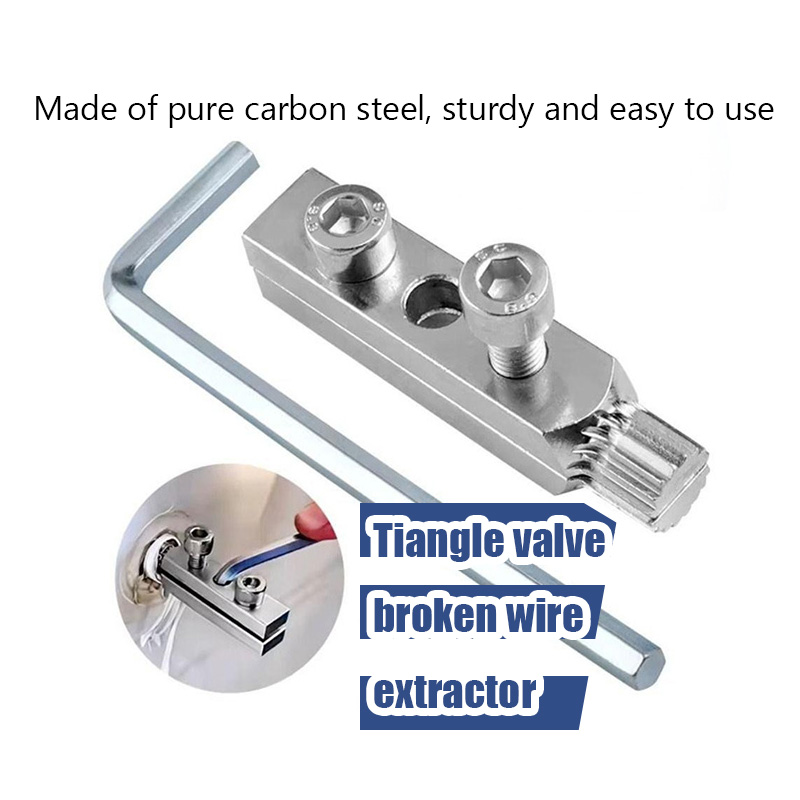 Made of pure carbon steel, sturdy and easy to use
Tiangle valve
broken wire
extractor